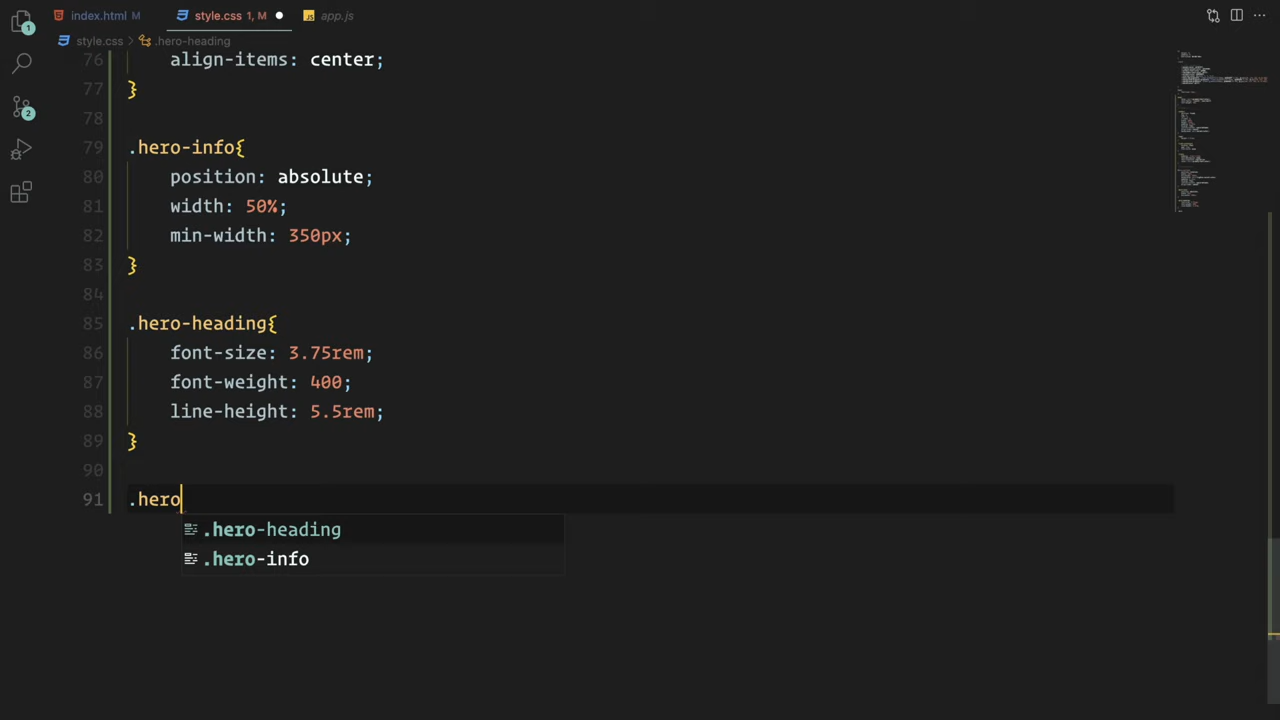 index.html M
style.css 1, M
app.js
style.css > .hero-heading
76 align-items: center;
77 }
78
79 .hero-info{
80 position: absolute;
81 width: 50%;
82 min-width: 350px;
83 }
84
85 .hero-heading{
86 font-size: 3.75rem;
87 font-weight: 400;
88 line-height: 5.5rem;
89 }
90
91 .hero
.hero-heading
.hero-info
1
2